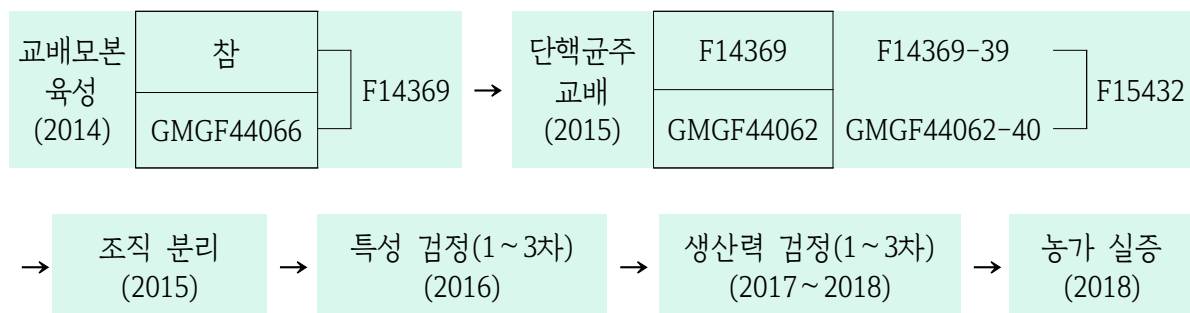 교배모본
육성
(2014)
참
GMGF44066
F14369
→
단핵균주
교배
(2015)
F14369
GMGF44062
F14369-39
GMGF44062-40
F15432
→
조직 분리
(2015)
→
특성 검정(1~3차)
(2016)
→
생산력 검정(1~3차)
(2017~2018)
→
농가 실증
(2018)